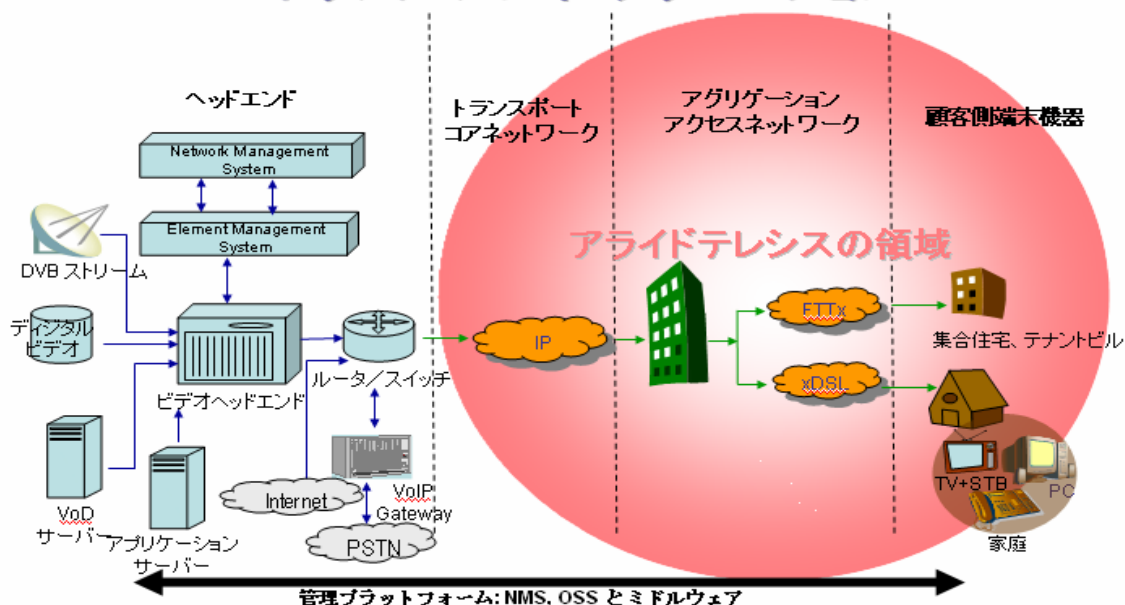 ヘッドエンド
トランスポート
コアネットワーク
アグリゲーション
アクセスネットワーク
顧客側端末機器
Network Management
System
Element Management
System
アライドテレシスの領域
DVB ストリーム
ディジタル
ビデオ
ビデオヘッドエンド
ルータ/スイッチ
IP
FTTx
xDSL
集合住宅、テナントビル
VoD
サーバー
アプリケーション
サーバー
Internet
VoIP
Gateway
PSTN
TV+STB
PC
家庭
管理プラットフォーム: NMS, OSS とミドルウェア